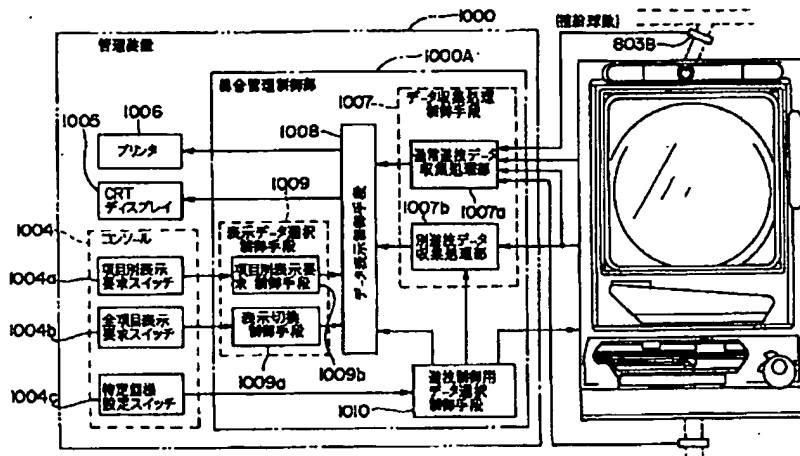 1000
(補給球数)
803B
管理装置
1000A
総合管理制御部
1007
データ収集処理
制御手段
1006
プリンタ
1005
CRT
ディスプレイ
1008
1009
データ表示制御手段
通常遊技データ
収集処理部
1007a
1007b
別遊技データ
収集処理部
1004
コンソール
表示データ選択
制御手段
1004a
項目別表示
要求スイッチ
項目別表示要
求 制御手段
1004b
全項目表示
要求スイッチ
表示切換
制御手段
1009a
1009b
1004c
特定
設定スイッチ
1010
遊技制御用
データ選択
制御手段